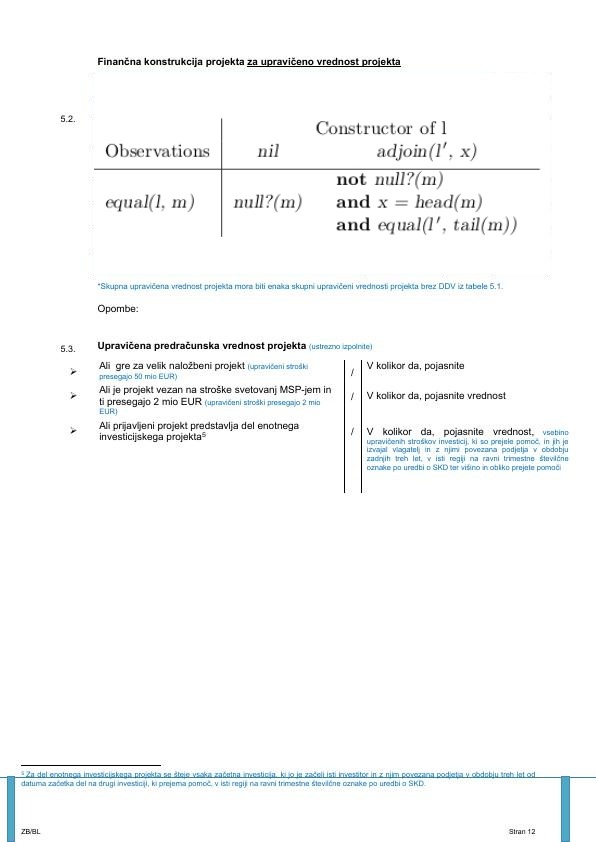 Finančna konstrukcija projekta za upravičeno vrednost projekta
5.2.
Constructor of l
Observations nil adjoin(l′, x)
not null?(m)
equal(l, m) null?(m) and x = head(m)
and equal(l′, tail(m))
*Skupna upravičena vrednost projekta mora biti enaka skupni upravičeni vrednosti projekta brez DDV iz tabele 5.1.
Opombe:
5.3. Upravičena predračunska vrednost projekta (ustrezno izpolnite)
➢ Ali gre za velik naložbeni projekt (upravičeni stroški
presegajo 50 mio EUR)
/ V kolikor da, pojasnite
➢ Ali je projekt vezan na stroške svetovanj MSP-jem in
ti presegajo 2 mio EUR (upravičeni stroški presegajo 2 mio
EUR)
/ V kolikor da, pojasnite vrednost
➢ Ali prijavljeni projekt predstavlja del enotnega
investicijskega projekta⁵
/ V kolikor da, pojasnite vrednost, vsebino
upravičenih stroškov investicij, ki so prejele pomoč, in jih je
izvajal vlagatelj in z njimi povezana podjetja v obdobju
zadnjih treh let, v isti regiji na ravni trimestne številčne
oznake po uredbi o SKD ter višino in obliko prejete pomoči
⁵ Za del enotnega investicijskega projekta se šteje vsaka začetna investicija, ki jo je začeli isti investitor in z njim povezana podjetja v obdobju treh let od
datuma začetka del na drugi investiciji, ki prejema pomoč, v isti regiji na ravni trimestne številčne oznake po uredbi o SKD.
ZB/BL Stran 12